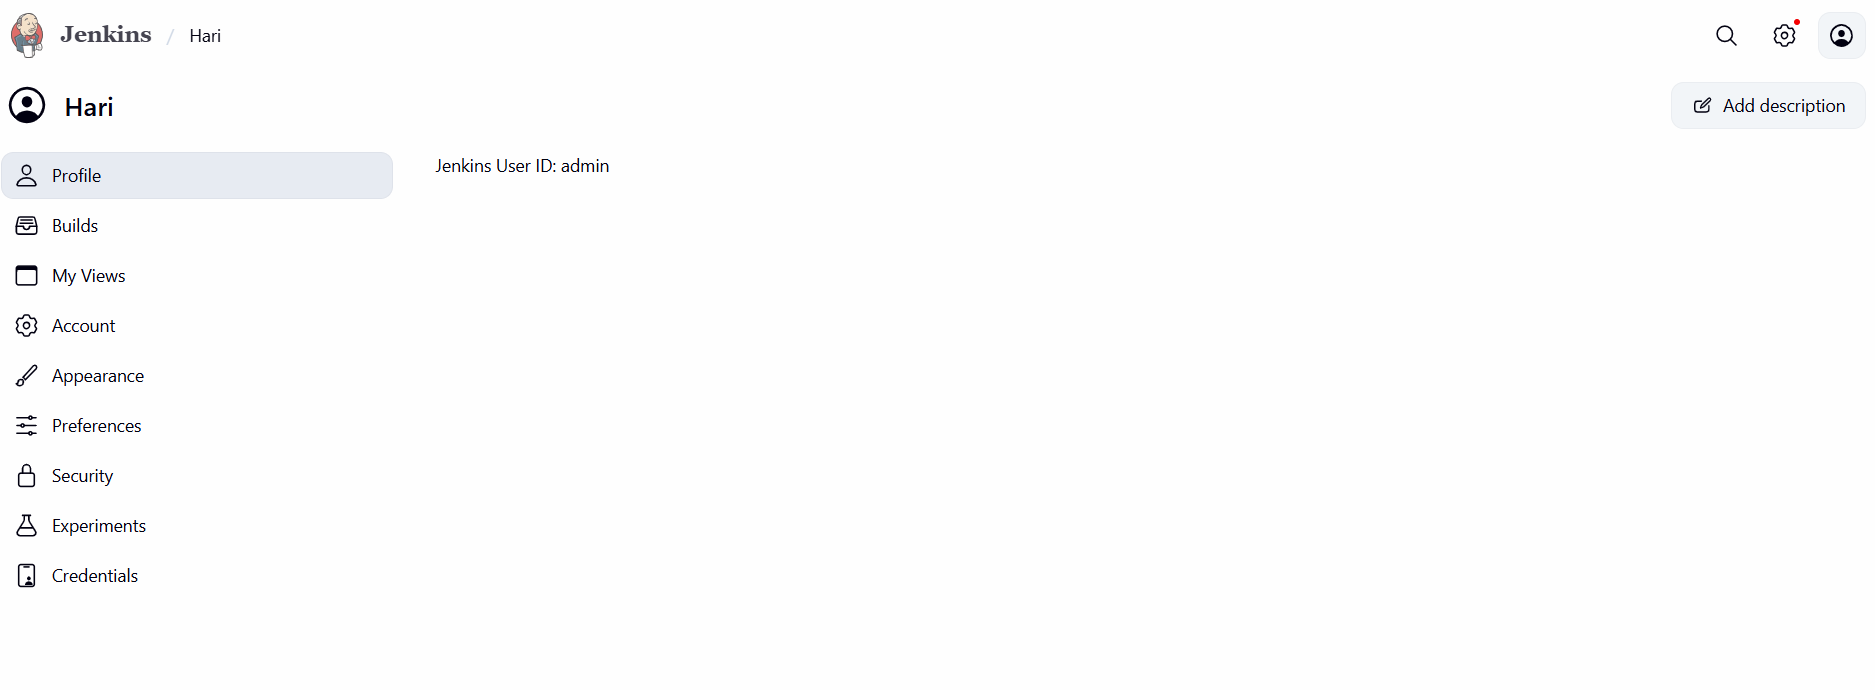 Jenkins / Hari
Hari
Add description
Profile
Jenkins User ID: admin
Builds
My Views
Account
Appearance
Preferences
Security
Experiments
Credentials